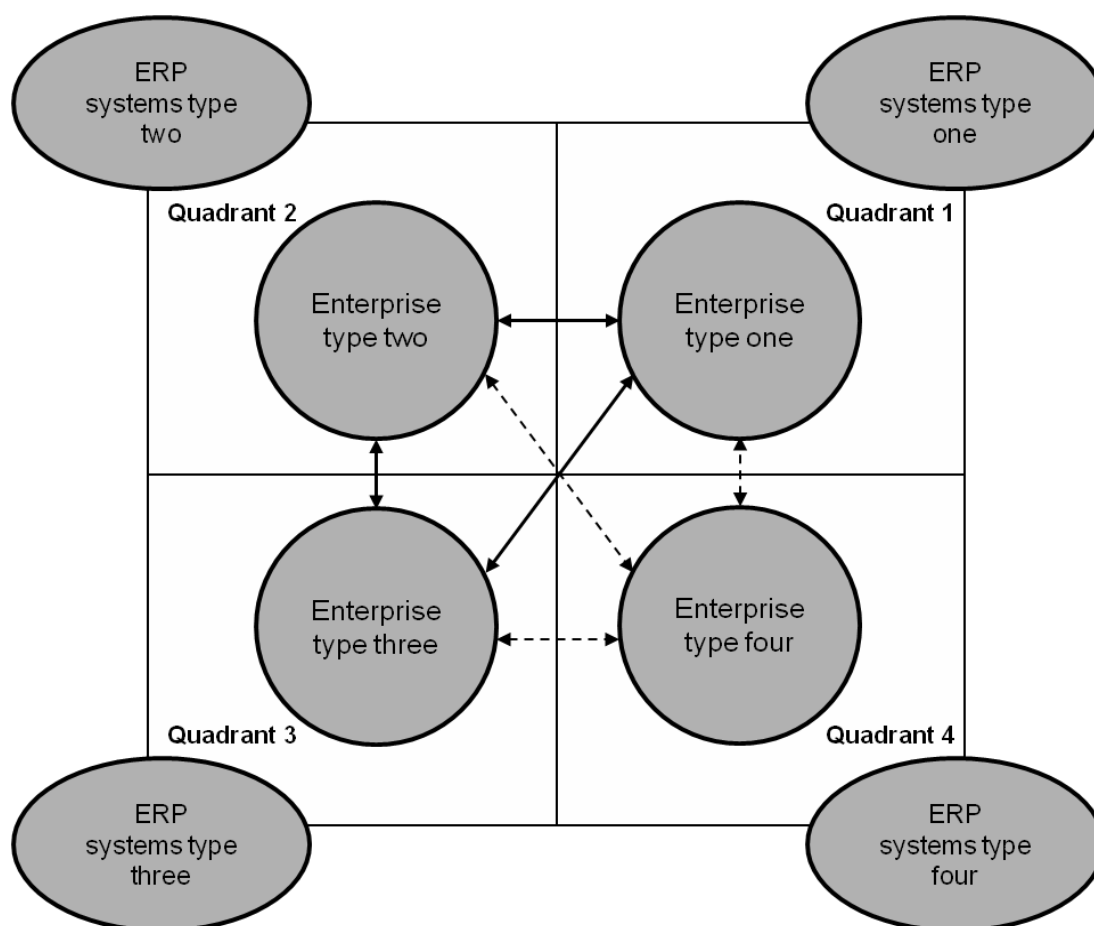 ERP
systems type
two
ERP
systems type
one
Quadrant 2
Quadrant 1
Enterprise
type two
Enterprise
type one
Enterprise
type three
Enterprise
type four
Quadrant 3
Quadrant 4
ERP
systems type
three
ERP
systems type
four